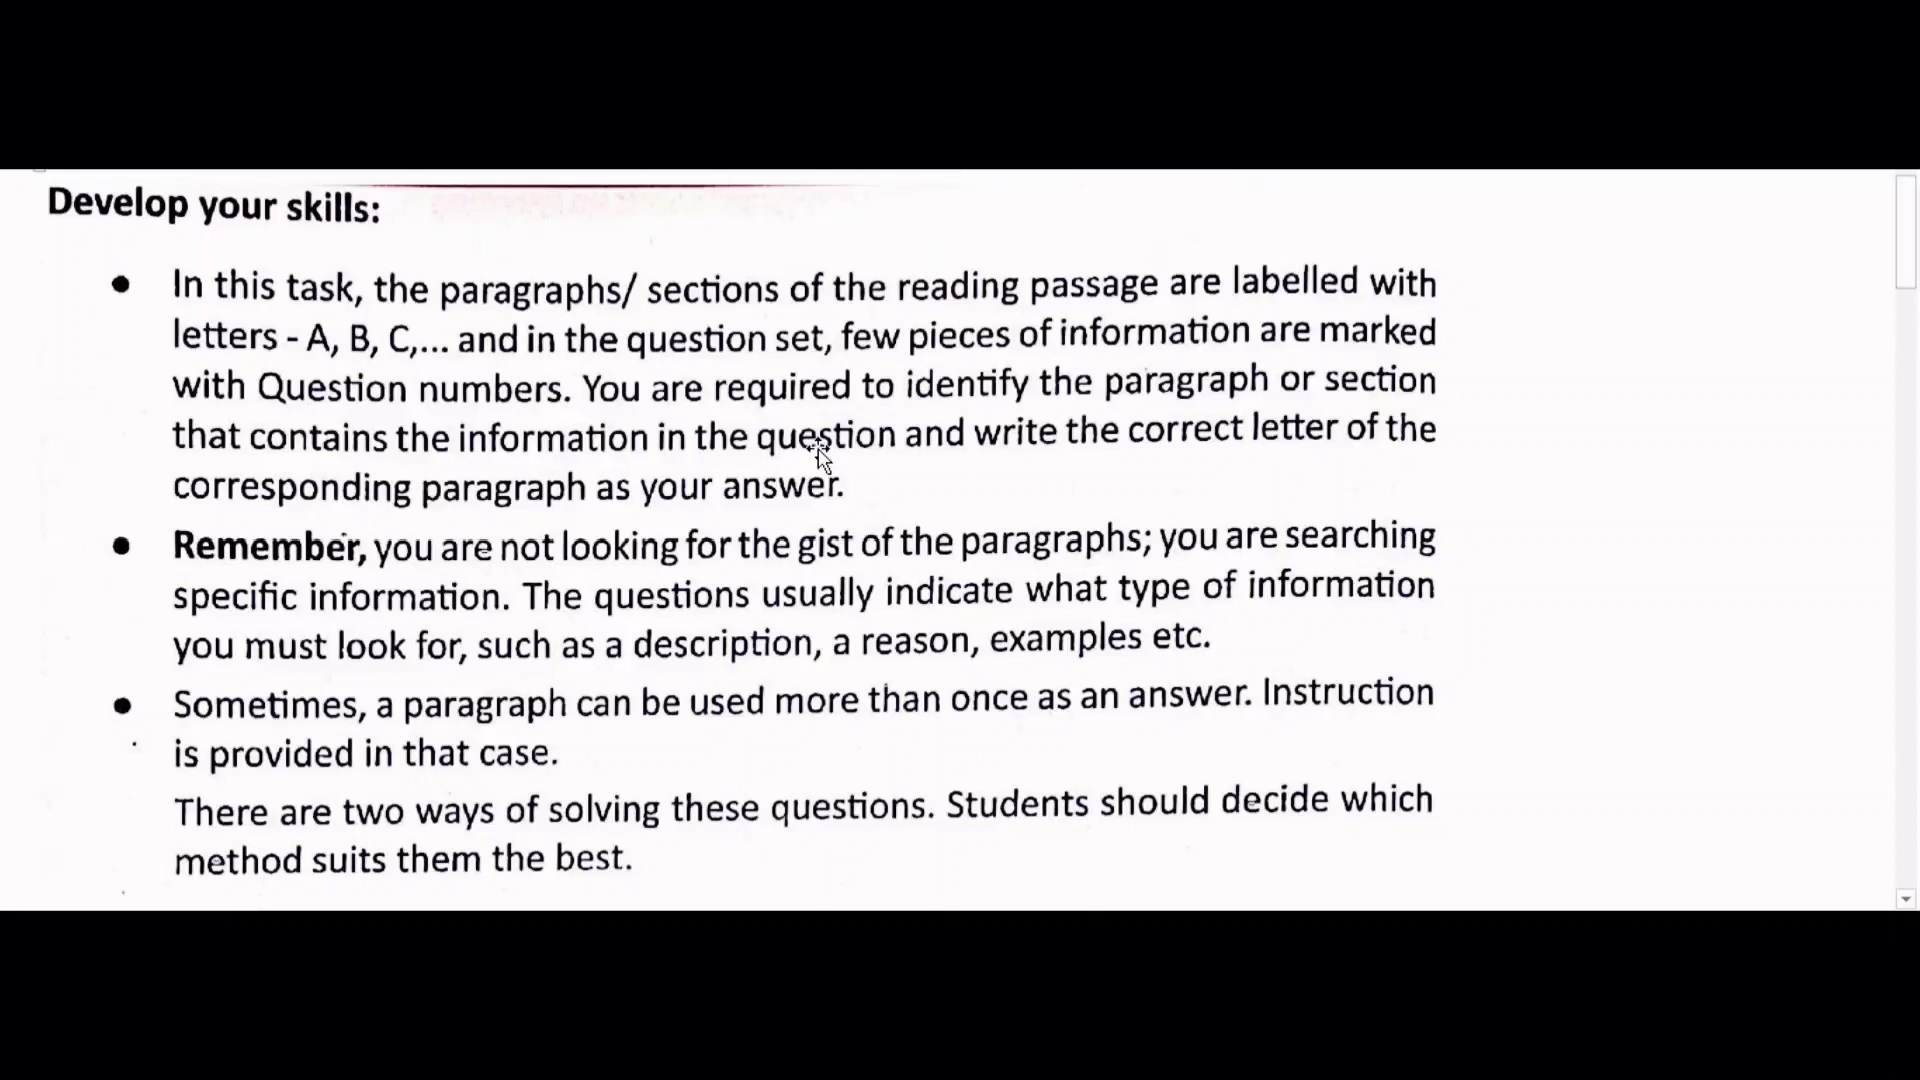 Develop your skills:
● In this task, the paragraphs/ sections of the reading passage are labelled with
letters - A, B, C,... and in the question set, few pieces of information are marked
with Question numbers. You are required to identify the paragraph or section
that contains the information in the question and write the correct letter of the
corresponding paragraph as your answer.
● Remember, you are not looking for the gist of the paragraphs; you are searching
specific information. The questions usually indicate what type of information
you must look for, such as a description, a reason, examples etc.
● Sometimes, a paragraph can be used more than once as an answer. Instruction
is provided in that case.
There are two ways of solving these questions. Students should decide which
method suits them the best.